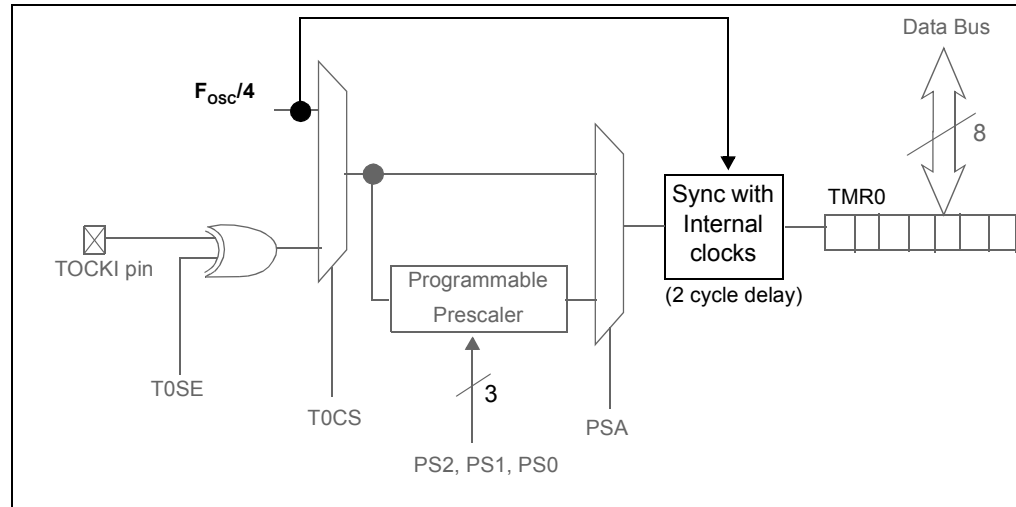 Data Bus
F_OSC/4
8
Sync with
Internal
clocks
TMR0
TOCKI pin
Programmable
Prescaler
(2 cycle delay)
T0SE
3
T0CS
PSA
PS2, PS1, PS0